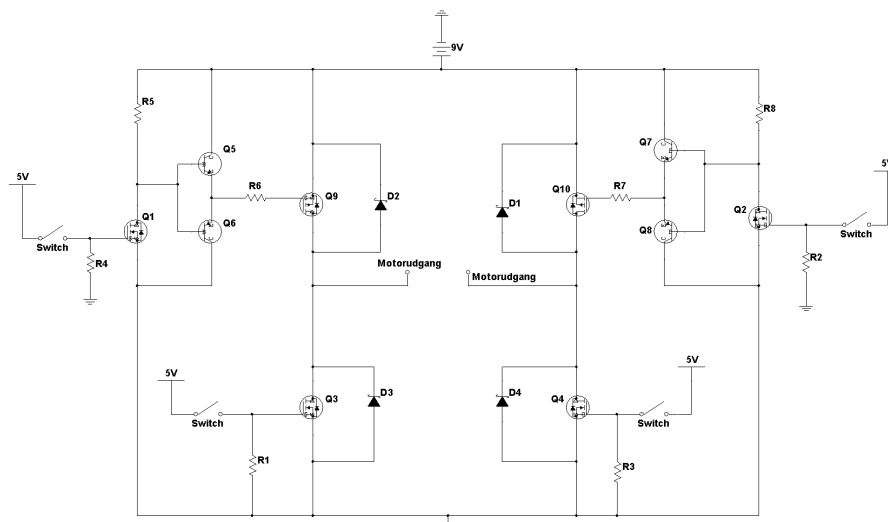 9V
R5
R8
Q5
Q7
5V
5V
R6
Q9
D2
D1
Q10
R7
Q1
Q6
Q8
Q2
Switch
Switch
R4
R2
Motorudgang
Motorudgang
5V
5V
Q3
D3
D4
Q4
Switch
Switch
R1
R3